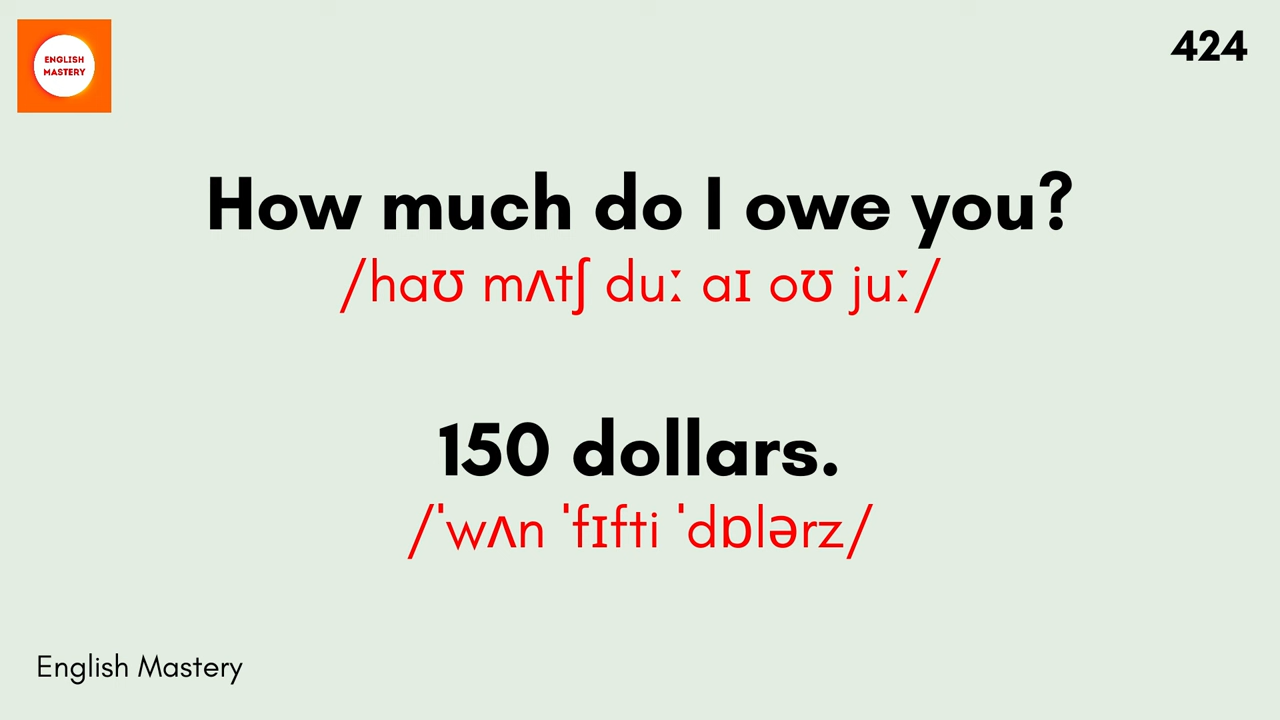 ENGLISH
MASTERY
424
How much do I owe you?
/haʊ mʌtʃ duː aɪ oʊ juː/
150 dollars.
/ˈwʌn ˈfɪfti ˈdɒlərz/
English Mastery